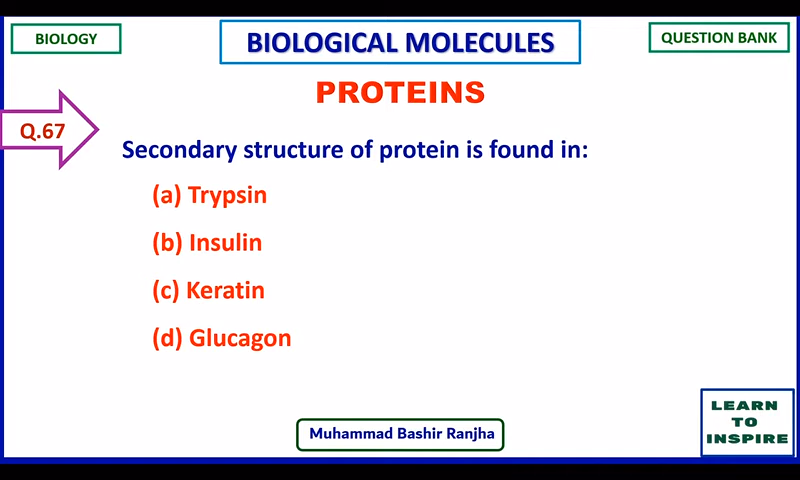 BIOLOGY
BIOLOGICAL MOLECULES
QUESTION BANK
PROTEINS
Q.67
Secondary structure of protein is found in:
(a) Trypsin
(b) Insulin
(c) Keratin
(d) Glucagon
Muhammad Bashir Ranjha
LEARN
TO
INSPIRE